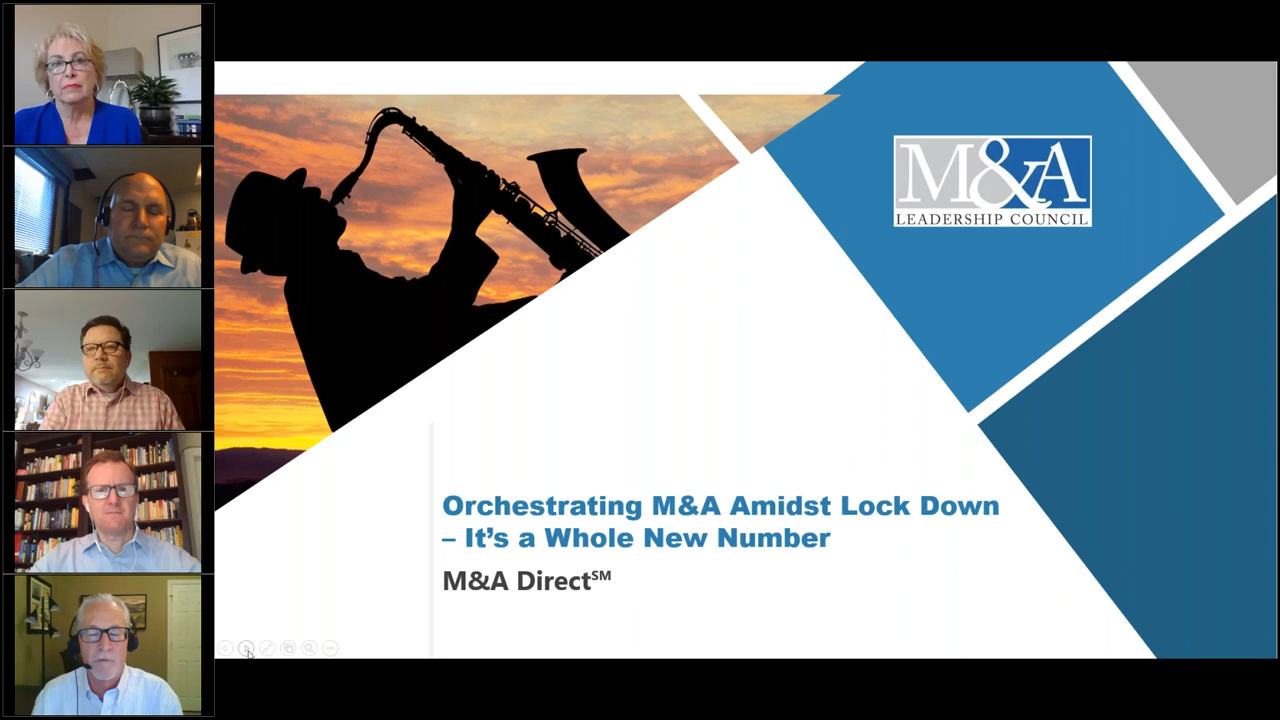 M&A
LEADERSHIP COUNCIL
Orchestrating M&A Amidst Lock Down
– It's a Whole New Number
M&A Direct℠